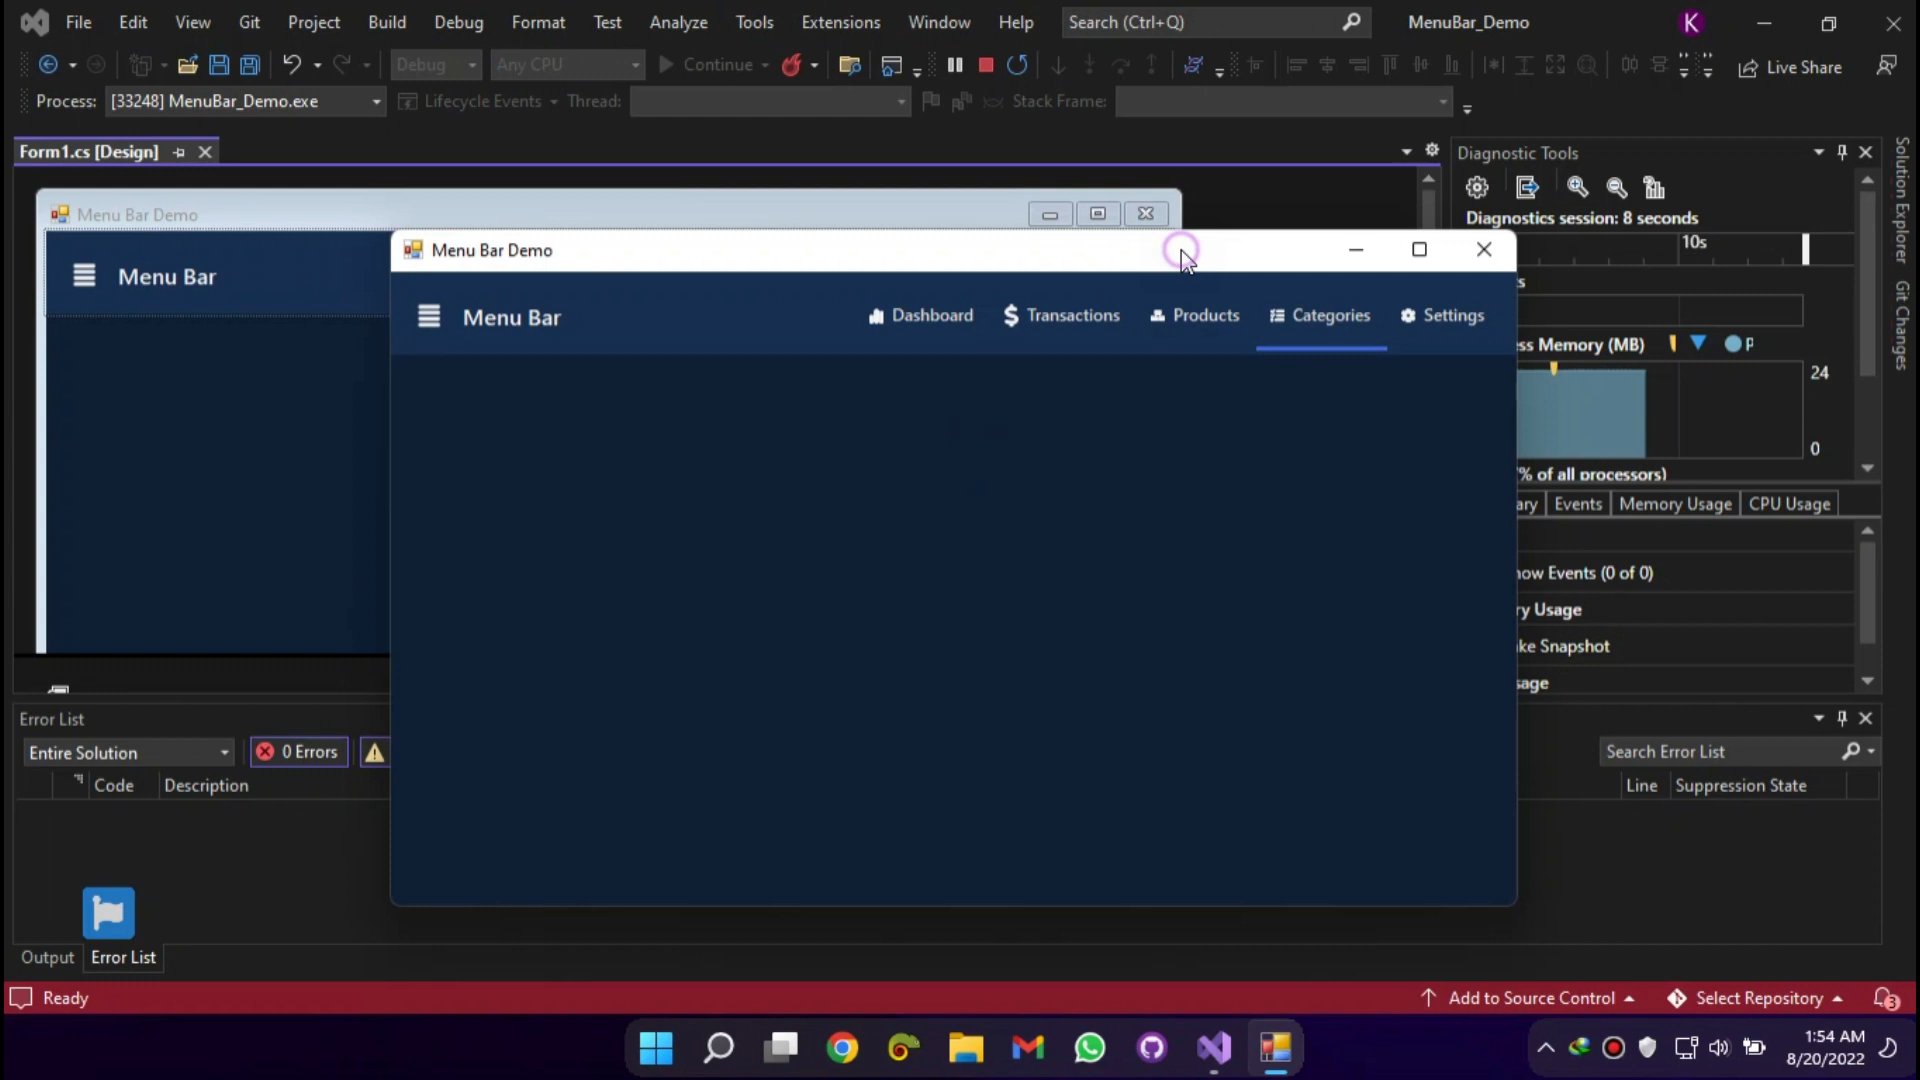 File Edit View Git Project Build Debug Format Test Analyze Tools Extensions Window Help Search (Ctrl+Q) MenuBar_Demo K
Debug Any CPU Continue Live Share
Process: [33248] MenuBar_Demo.exe Lifecycle Events Thread: Stack Frame:
Form1.cs [Design]
Diagnostic Tools
Solution Explorer
Git Changes
Diagnostics session: 8 seconds
10s
Menu Bar Demo
Menu Bar
Menu Bar Demo
Menu Bar Dashboard Transactions Products Categories Settings
s
ss Memory (MB) P
24
0
% of all processors)
ary Events Memory Usage CPU Usage
how Events (0 of 0)
ry Usage
ke Snapshot
sage
Error List
Entire Solution 0 Errors Search Error List
Code Description Line Suppression State
Output Error List
Ready Add to Source Control Select Repository 3
1:54 AM
8/20/2022